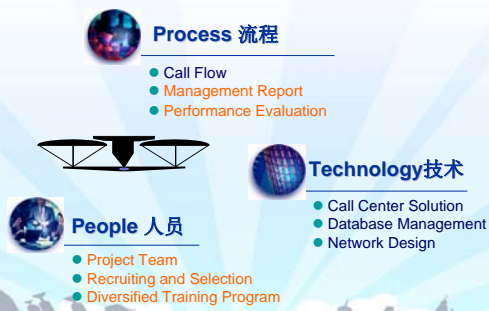 Process 流程
Call Flow
Management Report
Performance Evaluation
Technology技术
Call Center Solution
Database Management
Network Design
People 人员
Project Team
Recruiting and Selection
Diversified Training Program